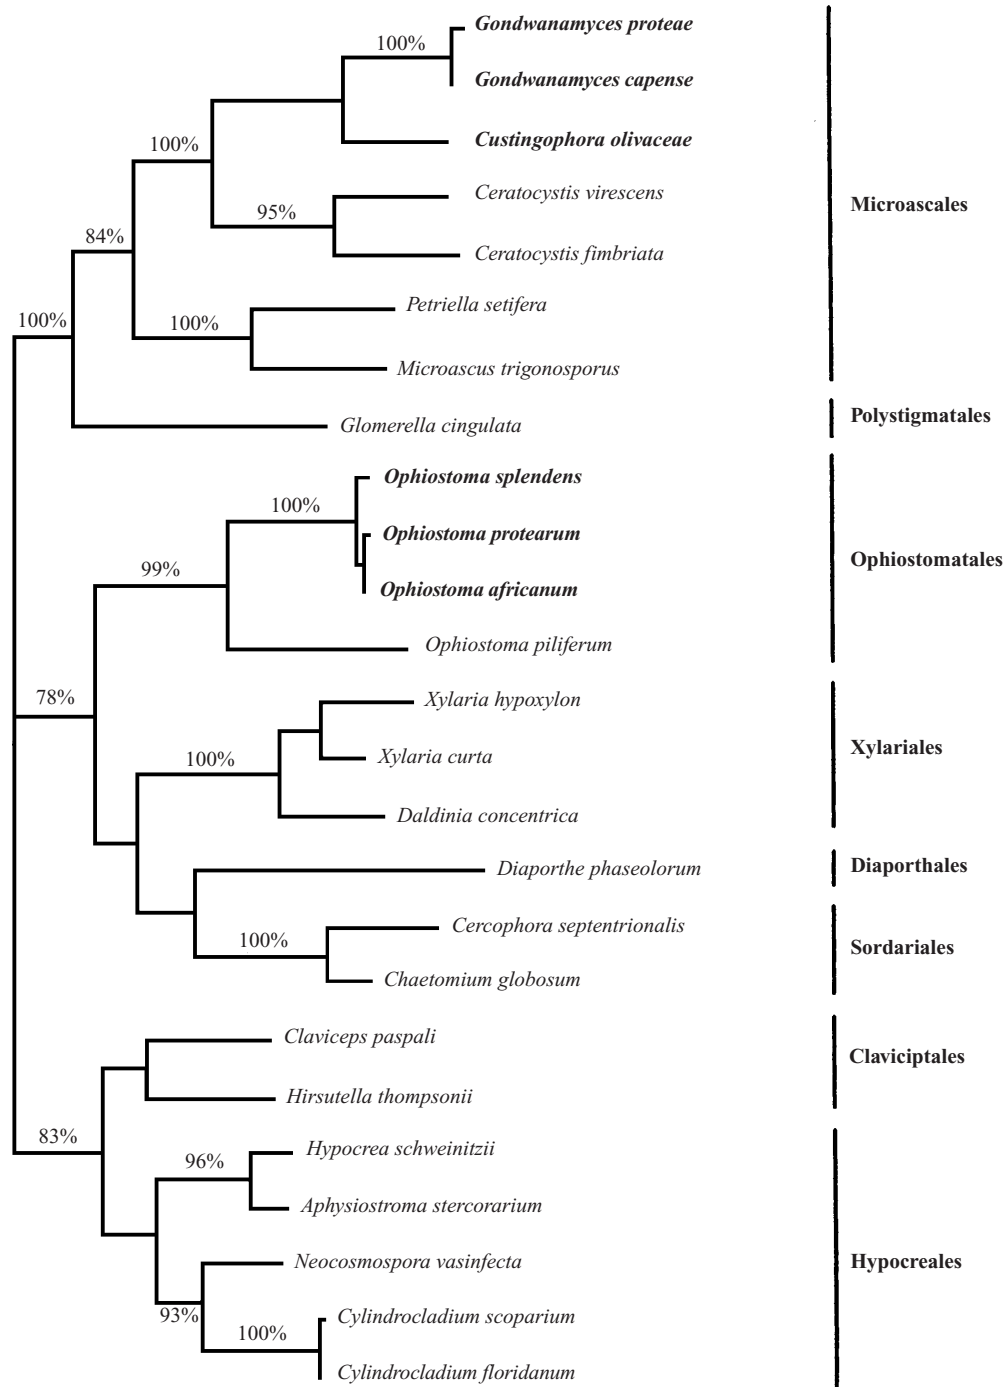 Gondwanamyces proteae
100%
Gondwanamyces capense
Custingophora olivaceae
100%
Ceratocystis virescens
Microascales
95%
84%
Ceratocystis fimbriata
Petriella setifera
100%
100%
Microascus trigonosporus
Polystigmatales
Glomerella cingulata
Ophiostoma splendens
100%
Ophiostoma protearum
Ophiostomatales
99%
Ophiostoma africanum
Ophiostoma piliferum
78%
Xylaria hypoxylon
Xylariales
100%
Xylaria curta
Daldinia concentrica
Diaporthales
Diaporthe phaseolorum
Cercophora septentrionalis
100%
Sordariales
Chaetomium globosum
Claviceps paspali
Claviciptales
Hirsutella thompsonii
83%
Hypocrea schweinitzii
96%
Aphysiostroma stercorarium
Neocosmospora vasinfecta
Hypocreales
93%
Cylindrocladium scoparium
100%
Cylindrocladium floridanum